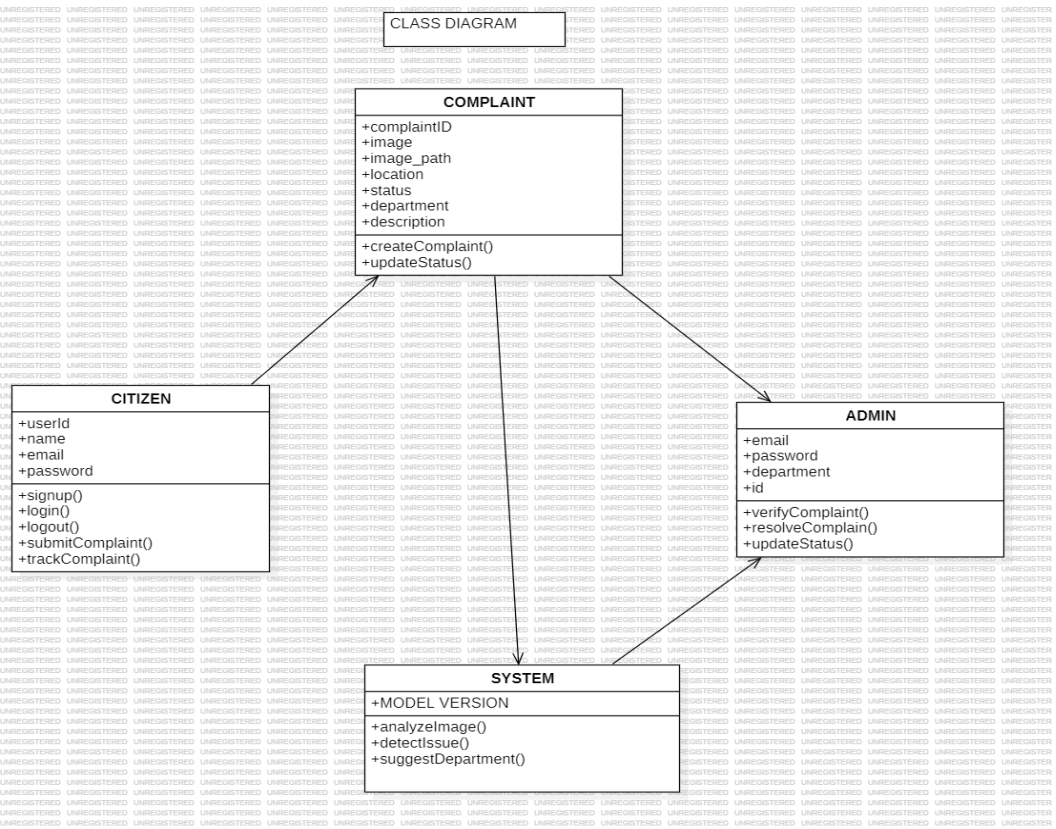 CLASS DIAGRAM
COMPLAINT
+complaintID
+image
+image_path
+location
+status
+department
+description
+createComplaint()
+updateStatus()
CITIZEN
+userId
+name
+email
+password
+signup()
+login()
+logout()
+submitComplaint()
+trackComplaint()
ADMIN
+email
+password
+department
+id
+verifyComplaint()
+resolveComplain()
+updateStatus()
SYSTEM
+MODEL VERSION
+analyzeImage()
+detectIssue()
+suggestDepartment()
UNREGISTERED